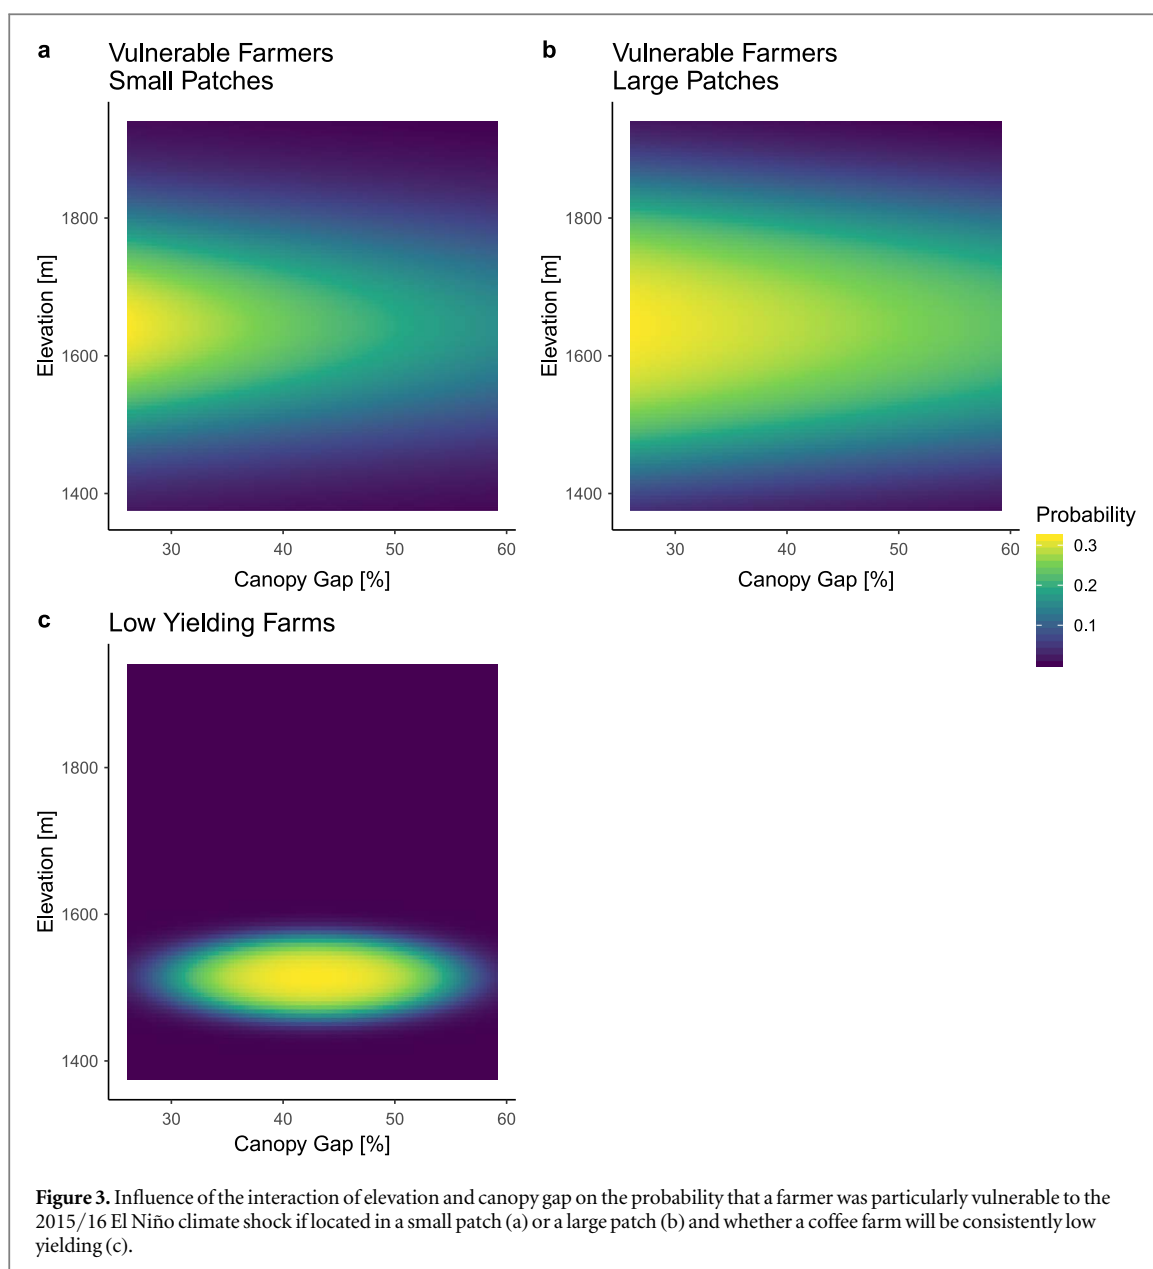 a Vulnerable Farmers
Small Patches
b Vulnerable Farmers
Large Patches
Elevation [m]
1800
1600
1400
30 40 50 60
Canopy Gap [%]
Elevation [m]
1800
1600
1400
30 40 50 60
Canopy Gap [%]
Probability
0.3
0.2
0.1
c Low Yielding Farms
Elevation [m]
1800
1600
1400
30 40 50 60
Canopy Gap [%]
Figure 3. Influence of the interaction of elevation and canopy gap on the probability that a farmer was particularly vulnerable to the
2015/16 El Niño climate shock if located in a small patch (a) or a large patch (b) and whether a coffee farm will be consistently low
yielding (c).